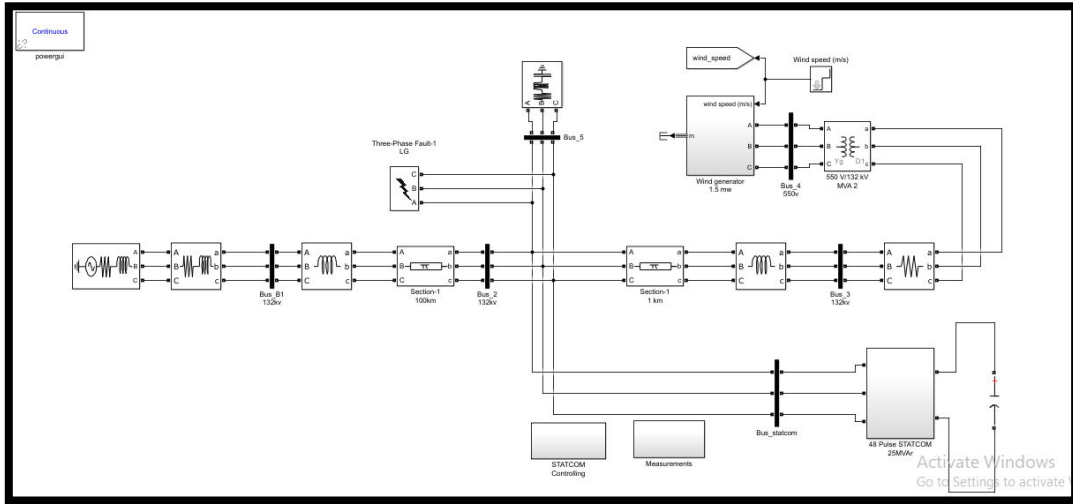 Continuous
powergui
wind_speed
Wind speed (m/s)
wind speed (m/s)
A
B
C
m
Wind generator
1.5 mw
Bus_4
550v
A
B
C
a
b
c
Yg
D1
550 V/132 kV
MVA 2
A
B
C
Bus_5
Three-Phase Fault-1
LG
C
B
A
A
B
C
A
B
C
a
b
c
Bus_B1
132kv
A
B
C
a
b
c
A
B
C
a
b
c
Section-1
100km
Bus_2
132kv
A
B
C
a
b
c
Section-1
1 km
A
B
C
a
b
c
Bus_3
132kv
A
B
C
a
b
c
Bus_statcom
48 Pulse STATCOM
25MVAr
+
STATCOM
Controlling
Measurements
Activate Windows
Go to Settings to activate